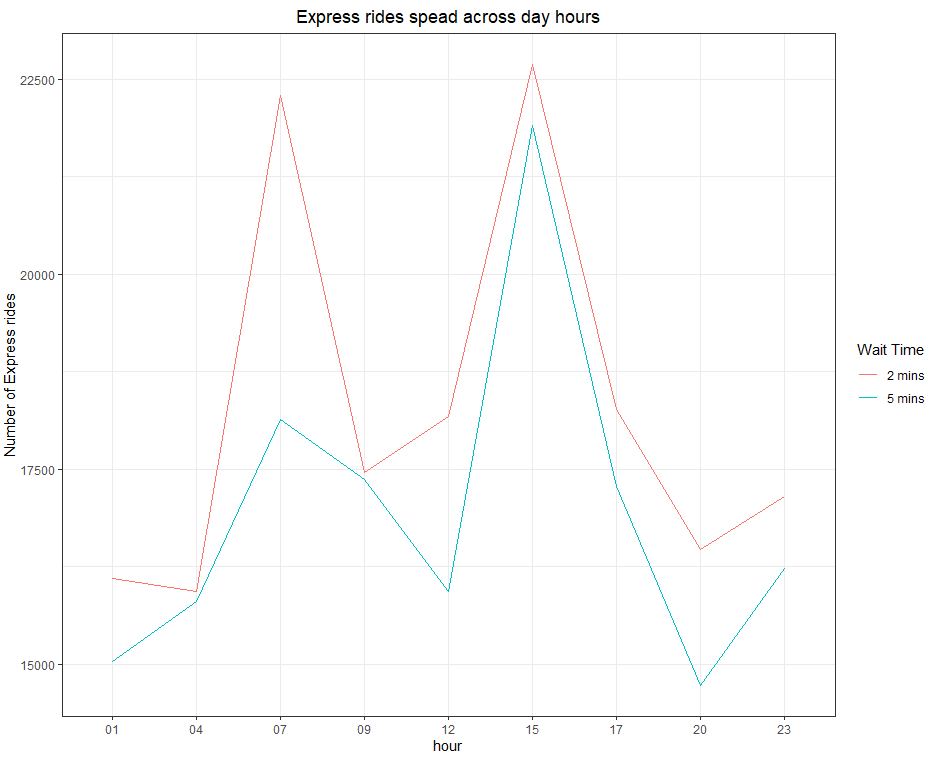 Express rides spead across day hours
22500
20000
17500
15000
Number of Express rides
01 04 07 09 12 15 17 20 23
hour
Wait Time
2 mins
5 mins